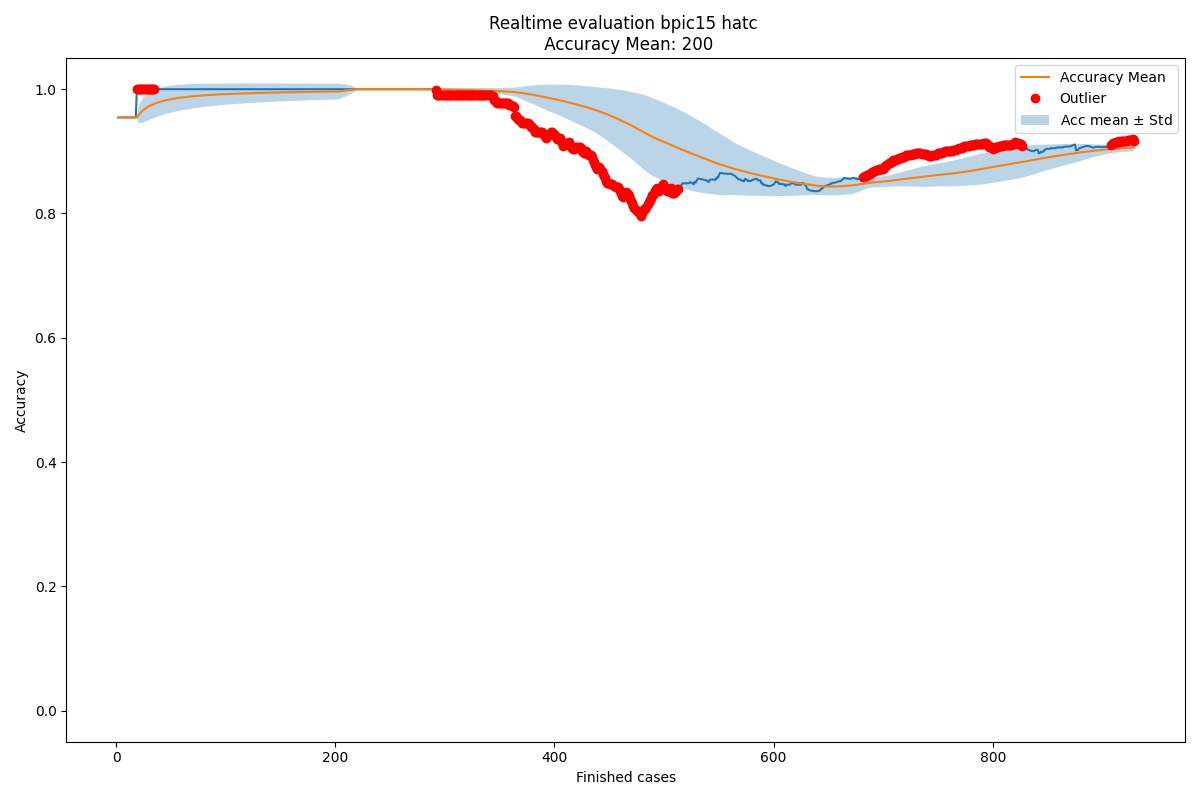 Realtime evaluation bpic15 hatc
Accuracy Mean: 200
1.0
0.8
0.6
0.4
0.2
0.0
Accuracy
Accuracy Mean
Outlier
Acc mean ± Std
0
200
400
600
800
Finished cases